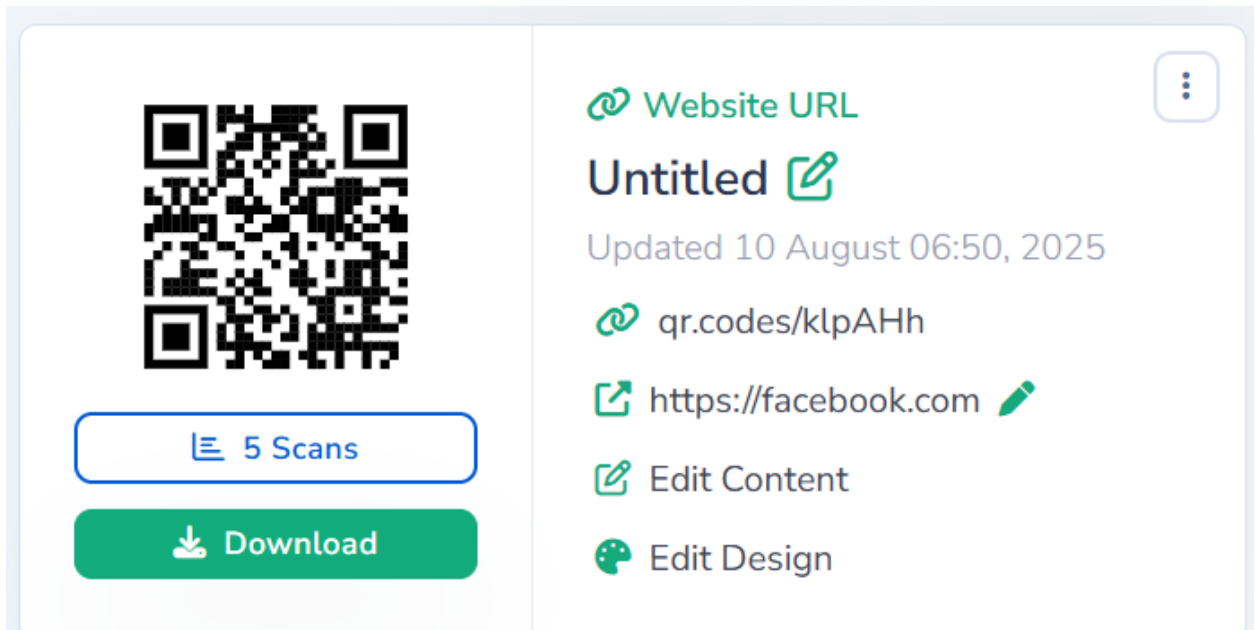 Website URL
Untitled
Updated 10 August 06:50, 2025
qr.codes/klpAHh
https://facebook.com
Edit Content
Edit Design
5 Scans
Download